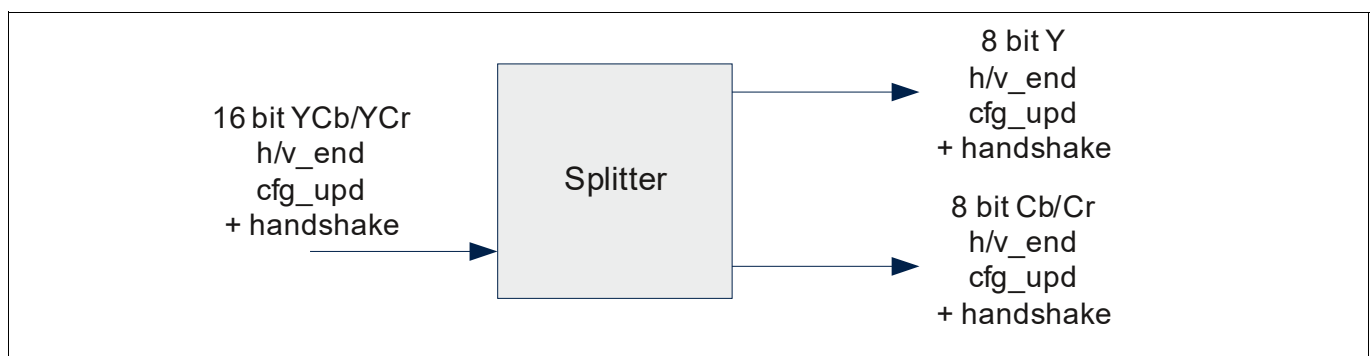 16 bit YCb/YCr
h/v_end
cfg_upd
+ handshake
Splitter
8 bit Y
h/v_end
cfg_upd
+ handshake
8 bit Cb/Cr
h/v_end
cfg_upd
+ handshake